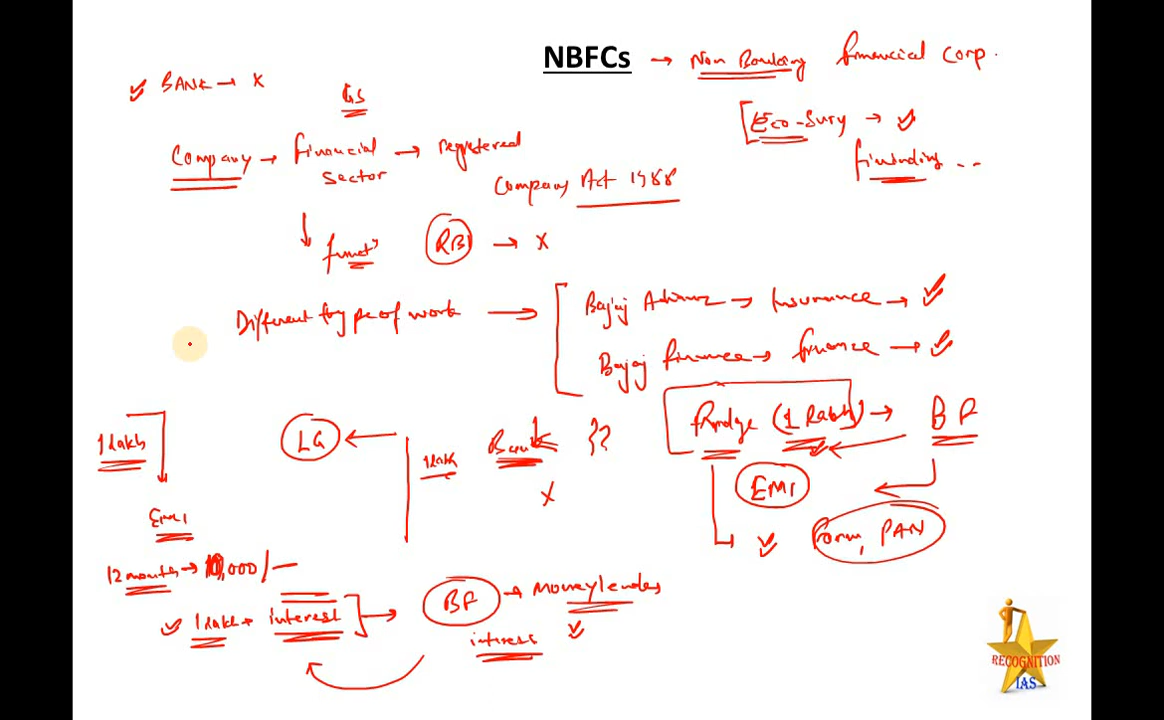 NBFCs → Non Banking financial corp.
✓ BANK → X
GS
[Eco-Survy → ✓
Company → financial sector → registered
finding ..
Company Act 1988
↓ funct? RBI → X
Different type of work → [ Bajaj → Insurance → ✓
Bajaj finance → finance → ✓
Fridge (1 Lakh) → BF
1 Lakh
LG ←
1 Lakh
Bank }?
EMI
X
EMI
✓ Form, PAN
12 months → 10,000/-
BF → Moneylender ✓
✓ 1 Lakh + interest ] →
interest
RECOGNITION
IAS